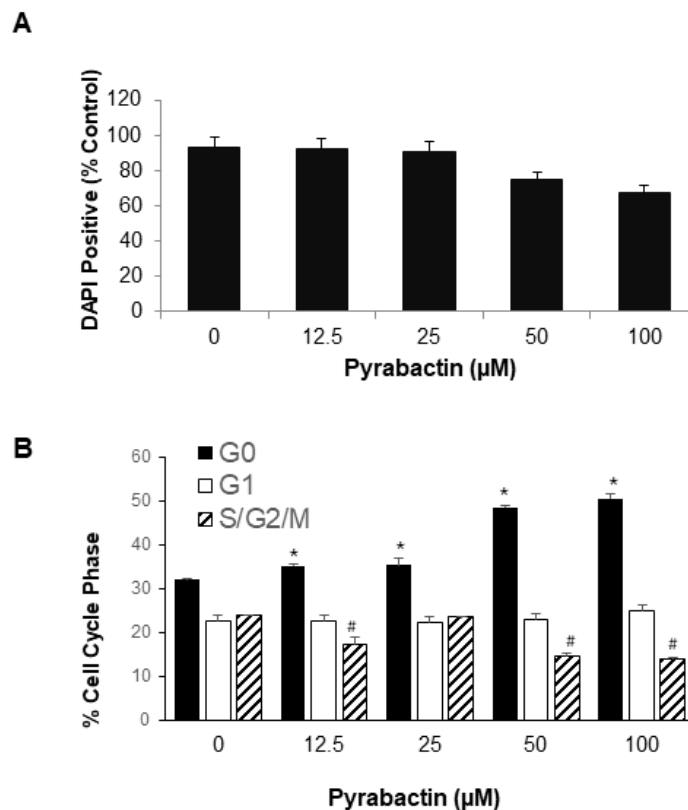 A
DAPI Positive (% Control)
120
100
80
60
40
20
0
0 12.5 25 50 100
Pyrabactin (µM)
B
% Cell Cycle Phase
60
50
40
30
20
10
0
G0
G1
S/G2/M
* * * *
# # #
0 12.5 25 50 100
Pyrabactin (µM)